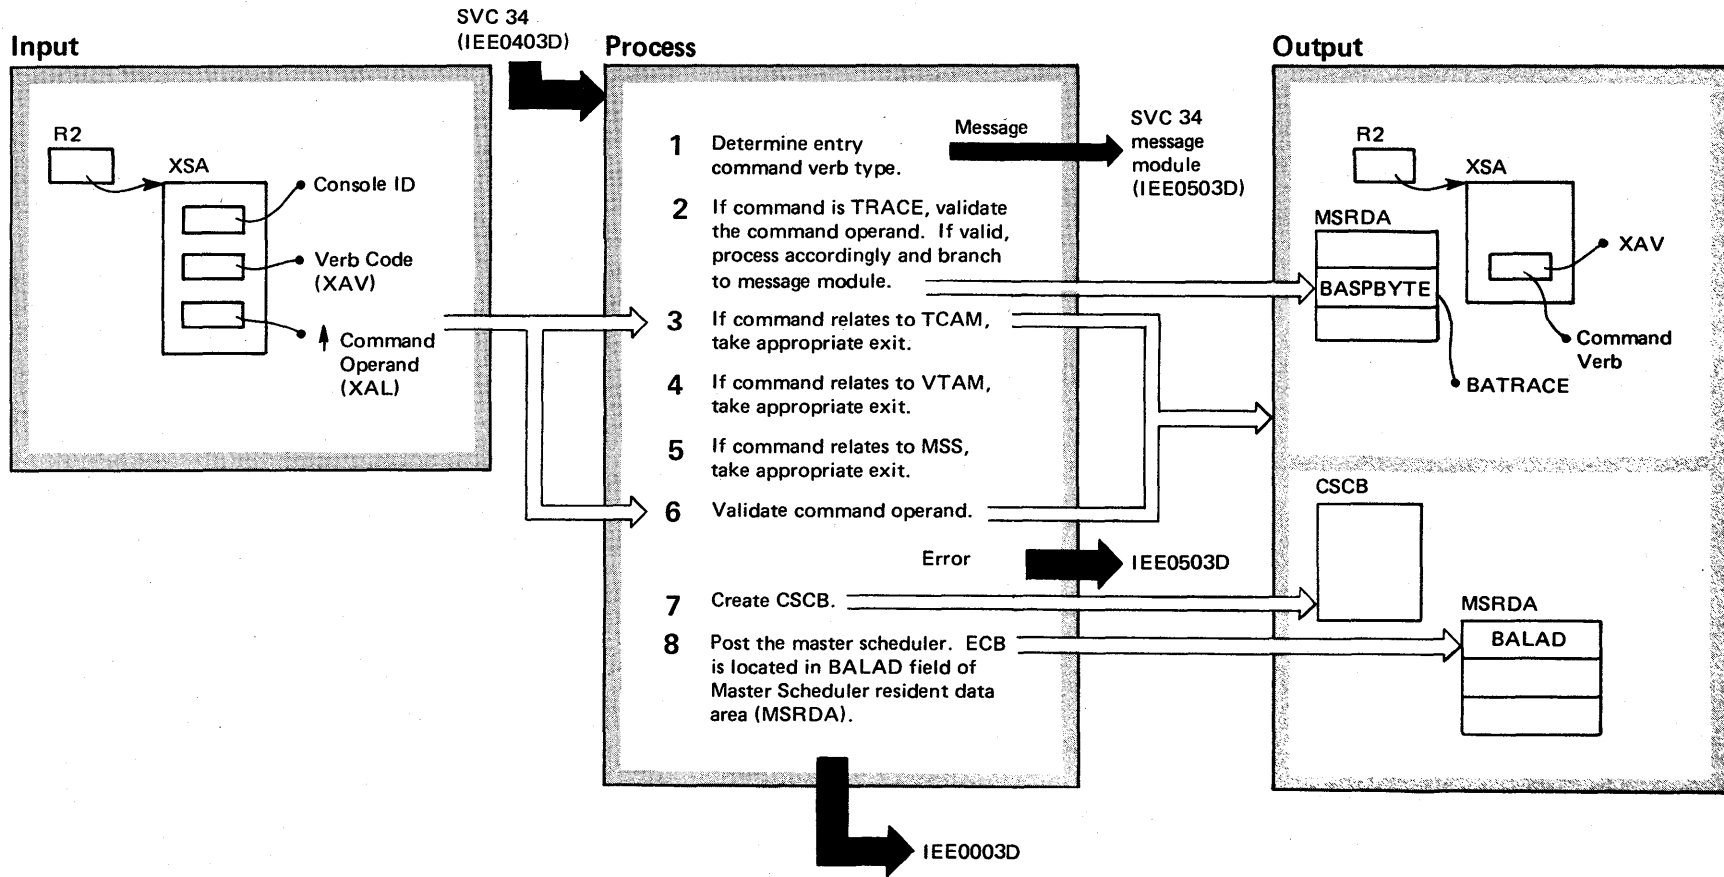 SVC 34
(IEE0403D)
Input
R2
XSA
Console ID
Verb Code
(XAV)
Command
Operand
(XAL)
Process
1 Determine entry
command verb type.
Message
SVC 34
message
module
(IEE0503D)
2 If command is TRACE, validate
the command operand. If valid,
process accordingly and branch
to message module.
3 If command relates to TCAM,
take appropriate exit.
4 If command relates to VTAM,
take appropriate exit.
5 If command relates to MSS,
take appropriate exit.
6 Validate command operand.
Error
IEE0503D
7 Create CSCB.
8 Post the master scheduler. ECB
is located in BALAD field of
Master Scheduler resident data
area (MSRDA).
IEE0003D
Output
R2
XSA
MSRDA
BASPBYTE
XAV
Command
Verb
BATRACE
CSCB
MSRDA
BALAD